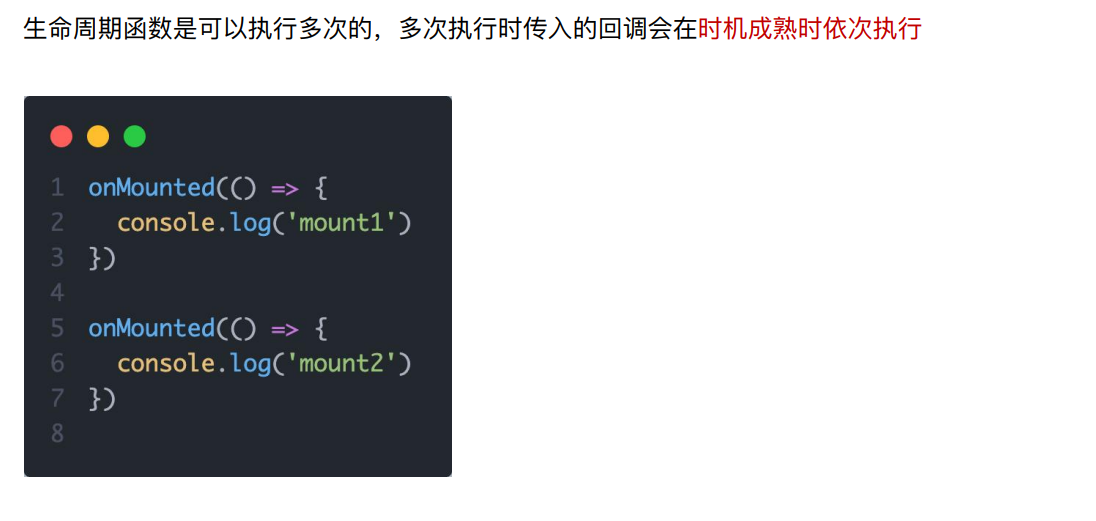 生命周期函数是可以执行多次的，多次执行时传入的回调会在时机成熟时依次执行
1 onMounted(() => {
2   console.log('mount1')
3 })
4
5 onMounted(() => {
6   console.log('mount2')
7 })
8